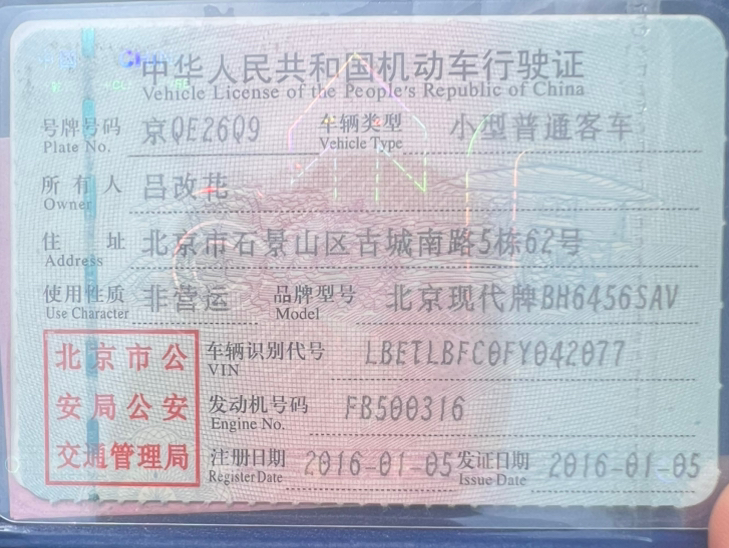 中华人民共和国机动车行驶证
Vehicle License of the People's Republic of China
号牌号码 京QE26Q9 车辆类型 小型普通客车
Plate No. Vehicle Type
所有人 吕改花
Owner
住址 北京市石景山区古城南路5栋62号
Address
使用性质 非营运 品牌型号 北京现代牌BH6456SAV
Use Character Model
北京市公安局公安交通管理局
车辆识别代号 LBETLBFC0FY042077
VIN
发动机号码 FB500316
Engine No.
注册日期 2016-01-05 发证日期 2016-01-05
Register Date Issue Date